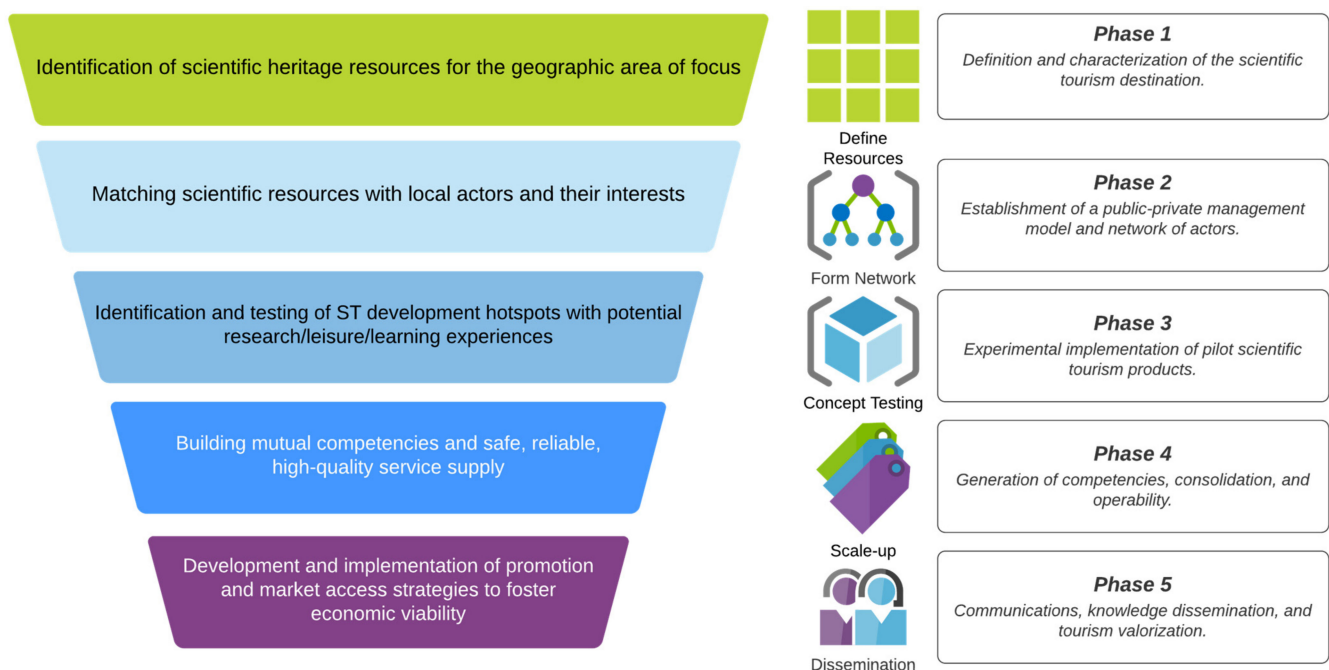 Identification of scientific heritage resources for the geographic area of focus
Define
Resources
Phase 1
Definition and characterization of the scientific
tourism destination.
Matching scientific resources with local actors and their interests
Form Network
Phase 2
Establishment of a public-private management
model and network of actors.
Identification and testing of ST development hotspots with potential
research/leisure/learning experiences
Concept Testing
Phase 3
Experimental implementation of pilot scientific
tourism products.
Building mutual competencies and safe, reliable,
high-quality service supply
Scale-up
Phase 4
Generation of competencies, consolidation, and
operability.
Development and implementation of promotion
and market access strategies to foster
economic viability
Dissemination
Phase 5
Communications, knowledge dissemination, and
tourism valorization.